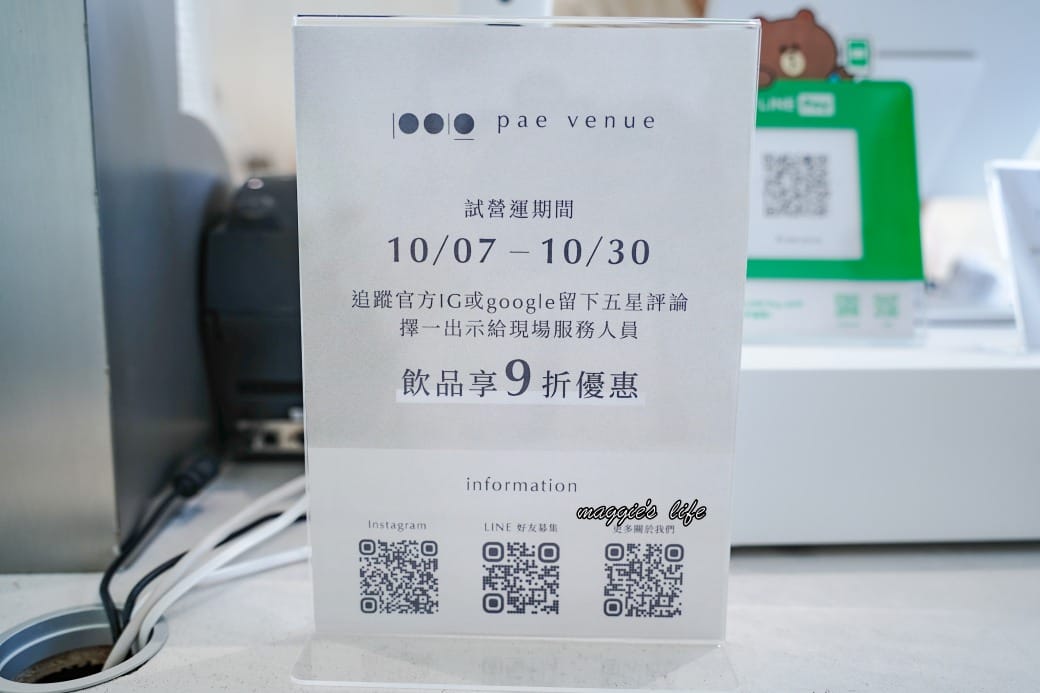 pae venue
試營運期間
10/07 – 10/30
追蹤官方IG或google留下五星評論
擇一出示給現場服務人員
飲品享9折優惠
information
maggie's life
Instagram
LINE 好友募集
更多關於我們
LINE Pay